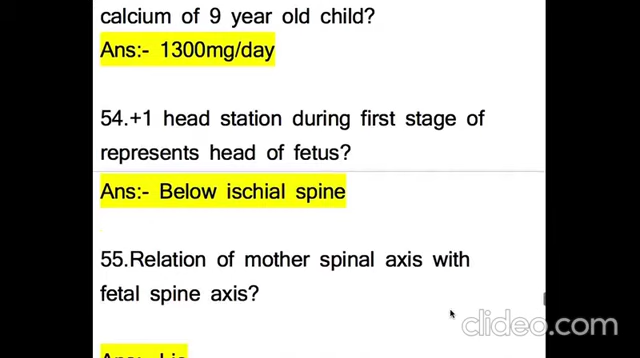 calcium of 9 year old child?
Ans:- 1300mg/day
54.+1 head station during first stage of
represents head of fetus?
Ans:- Below ischial spine
55.Relation of mother spinal axis with
fetal spine axis?
clideo.com